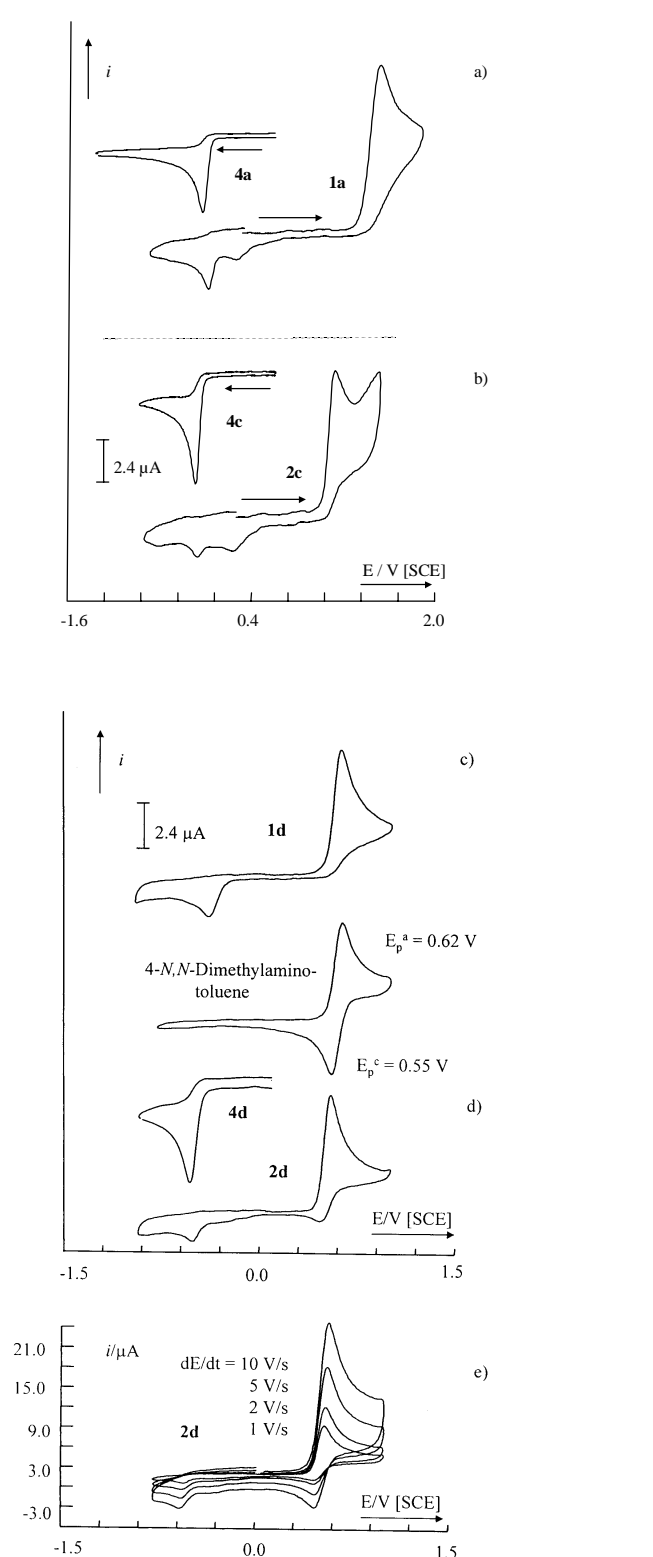 i
a)
4a
1a
b)
4c
2.4 µA
2c
E / V [SCE]
-1.6 0.4 2.0
i
c)
2.4 µA
1d
Epa = 0.62 V
4-N,N-Dimethylamino-
toluene
Epc = 0.55 V
4d
d)
2d
E/V [SCE]
-1.5 0.0 1.5
21.0
i/µA
dE/dt = 10 V/s
e)
15.0
5 V/s
2 V/s
9.0
2d
1 V/s
3.0
E/V [SCE]
-3.0
-1.5 0.0 1.5